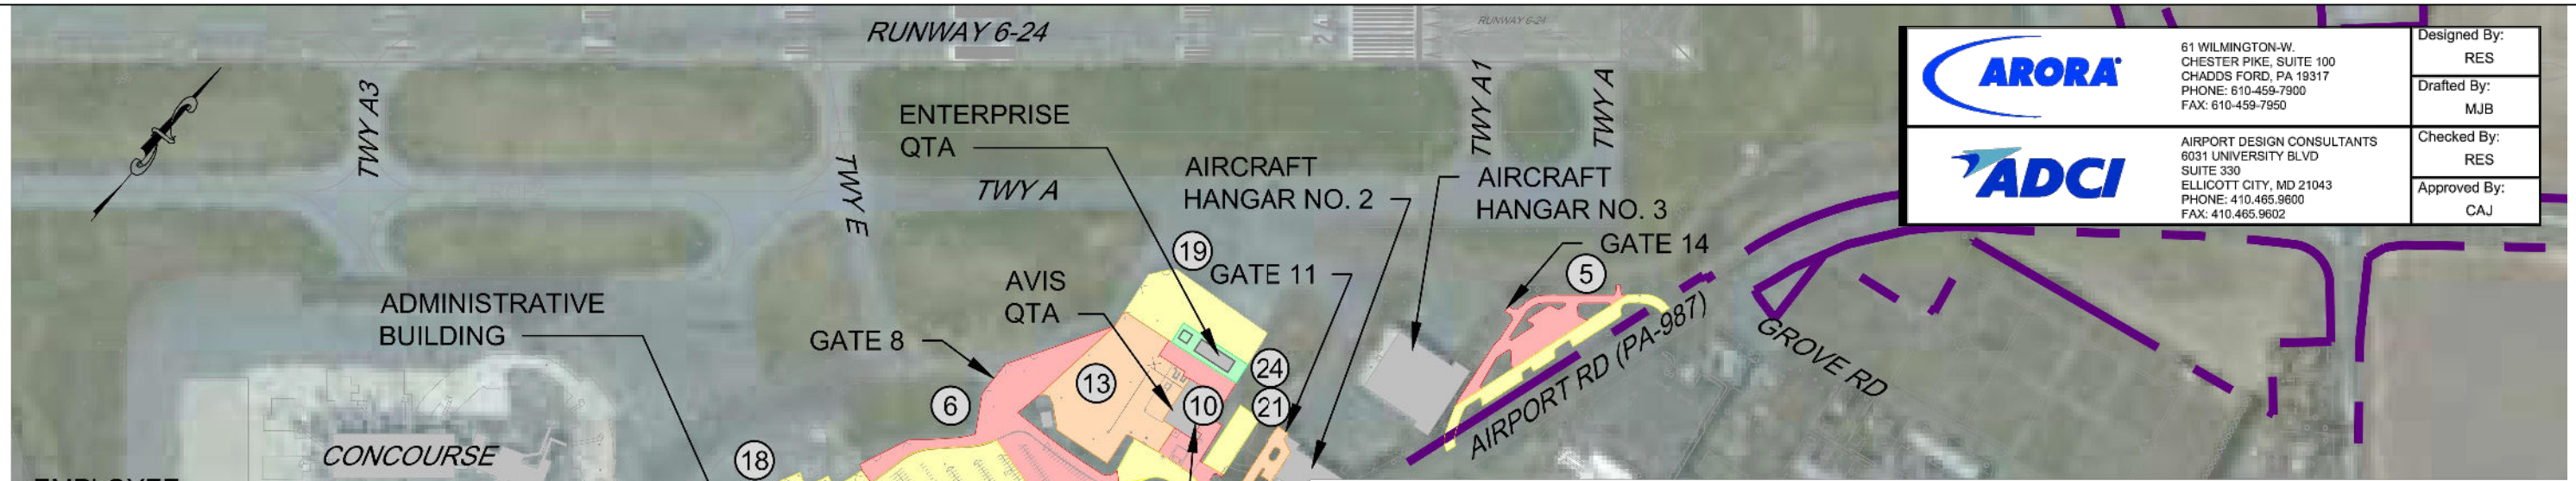 RUNWAY 6-24
24
RUNWAY 6-24
TWY A3
TWY E
TWY A
TWY A1
TWY A
ENTERPRISE
QTA
AIRCRAFT
HANGAR NO. 2
AIRCRAFT
HANGAR NO. 3
GATE 14
19
GATE 11
5
AVIS
QTA
ADMINISTRATIVE
BUILDING
GATE 8
13
24
10
21
6
18
CONCOURSE
AIRPORT RD (PA-987)
GROVE RD
EMPLOYEE
ARORA
61 WILMINGTON-W.
CHESTER PIKE, SUITE 100
CHADDS FORD, PA 19317
PHONE: 610-459-7900
FAX: 610-459-7950
ADCI
AIRPORT DESIGN CONSULTANTS
6031 UNIVERSITY BLVD
SUITE 330
ELLICOTT CITY, MD 21043
PHONE: 410.465.9600
FAX: 410.465.9602
Designed By:
RES
Drafted By:
MJB
Checked By:
RES
Approved By:
CAJ